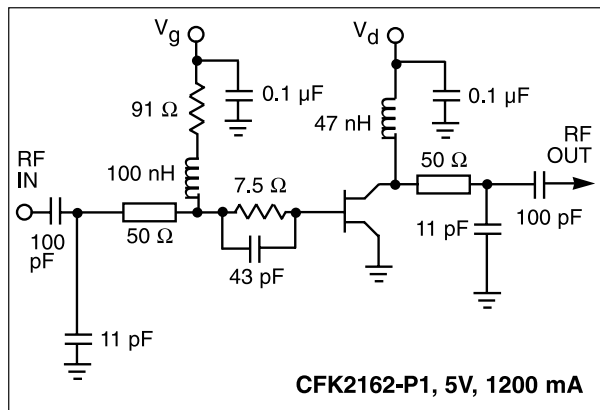 Vg
Vd
91 Ω
0.1 µF
0.1 µF
47 nH
RF
IN
100 nH
7.5 Ω
50 Ω
RF
OUT
100
pF
50 Ω
43 pF
11 pF
100 pF
11 pF
CFK2162-P1, 5V, 1200 mA